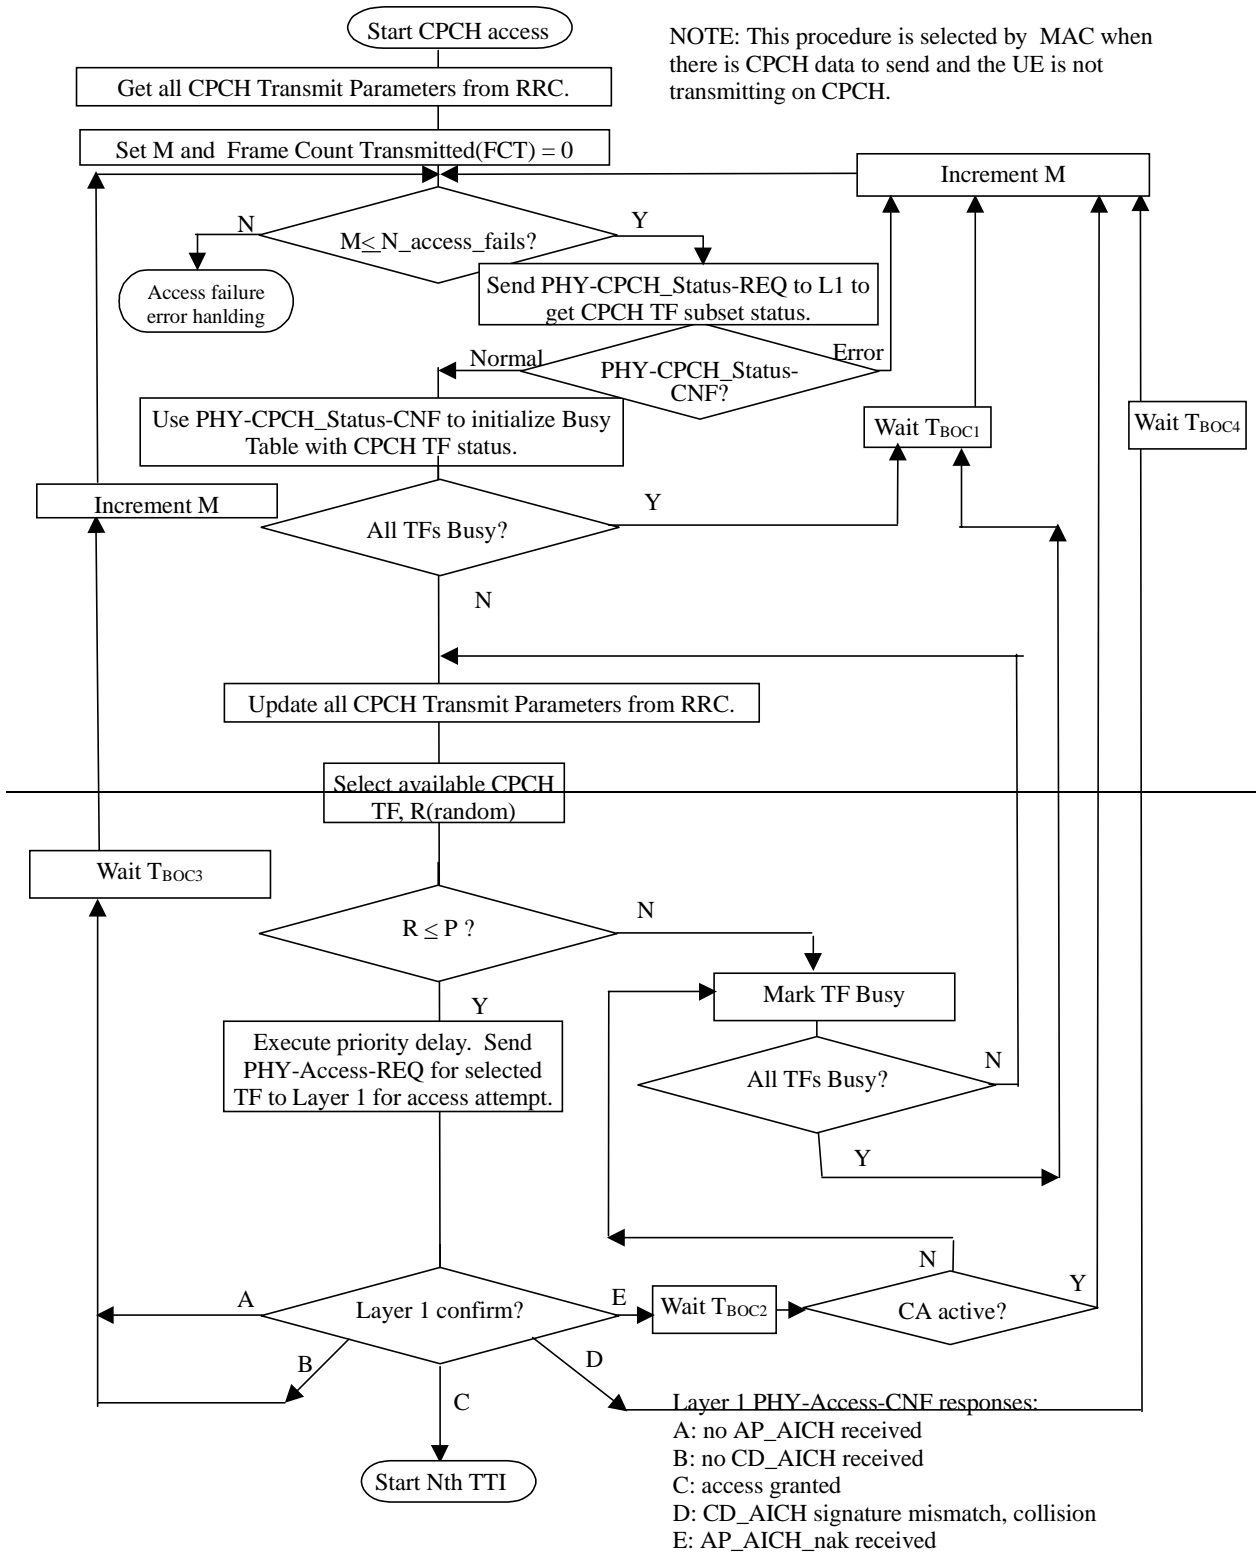 Start CPCH access
NOTE: This procedure is selected by MAC when
there is CPCH data to send and the UE is not
transmitting on CPCH.
Get all CPCH Transmit Parameters from RRC.
Set M and Frame Count Transmitted(FCT) = 0
Increment M
N
Y
M≤ N_access_fails?
Access failure
error hanlding
Send PHY-CPCH_Status-REQ to L1 to
get CPCH TF subset status.
Normal
Error
PHY-CPCH_Status-
CNF?
Use PHY-CPCH_Status-CNF to initialize Busy
Table with CPCH TF status.
Wait TBOC1
Wait TBOC4
Increment M
All TFs Busy?
Y
N
Update all CPCH Transmit Parameters from RRC.
Select available CPCH
TF, R(random)
Wait TBOC3
R ≤ P ?
N
Y
Mark TF Busy
Execute priority delay. Send
PHY-Access-REQ for selected
TF to Layer 1 for access attempt.
All TFs Busy?
N
Y
N
Y
A
Layer 1 confirm?
E
Wait TBOC2
CA active?
B
D
C
Start Nth TTI
Layer 1 PHY-Access-CNF responses:
A: no AP_AICH received
B: no CD_AICH received
C: access granted
D: CD_AICH signature mismatch, collision
E: AP_AICH_nak received